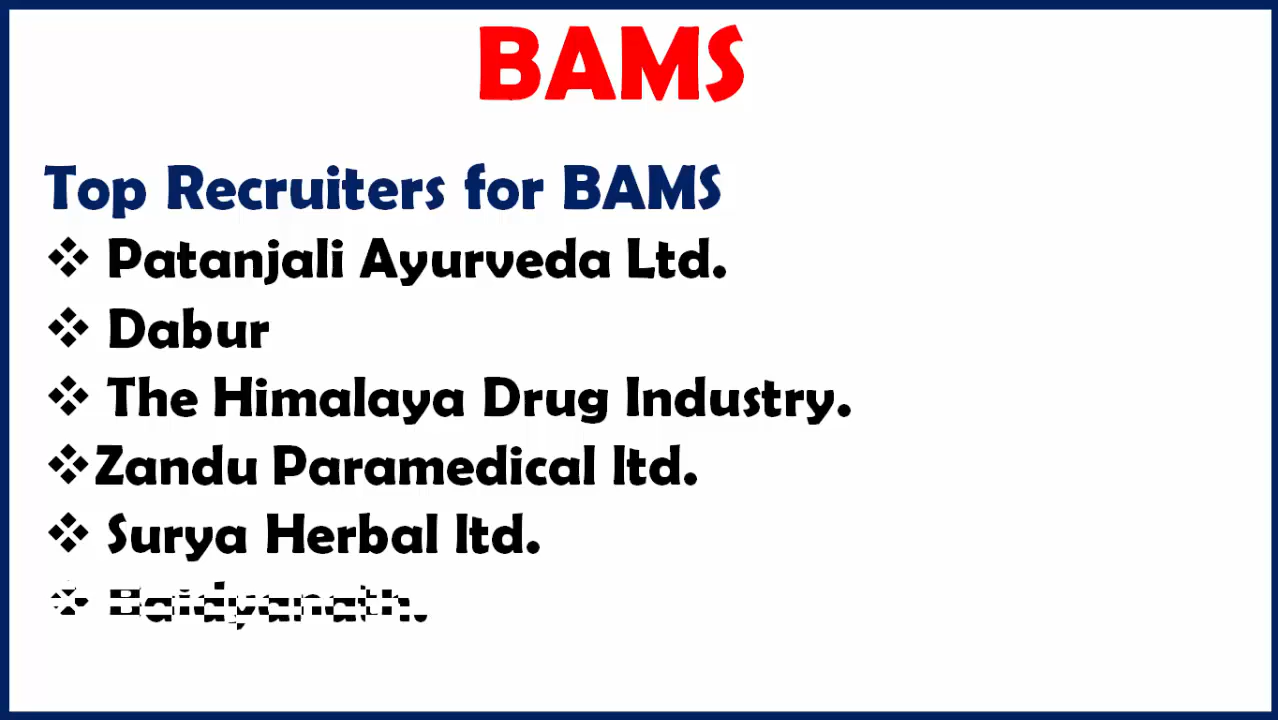 BAMS
Top Recruiters for BAMS
❖ Patanjali Ayurveda Ltd.
❖ Dabur
❖ The Himalaya Drug Industry.
❖Zandu Paramedical ltd.
❖ Surya Herbal ltd.
❖ Baidyanath.